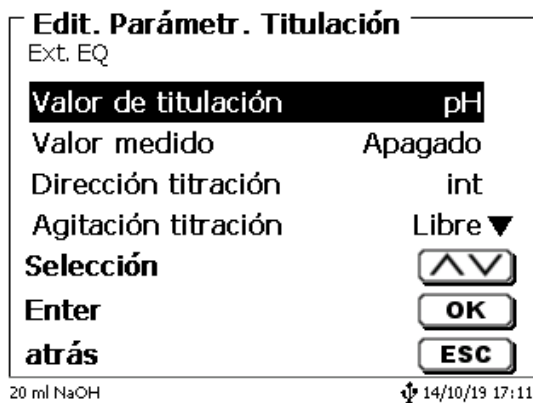 Edit. Parámetr. Titulación
Ext. EQ
Valor de titulación pH
Valor medido Apagado
Dirección titración int
Agitación titración Libre
Selección
Enter OK
atrás ESC
20 ml NaOH 14/10/19 17:11